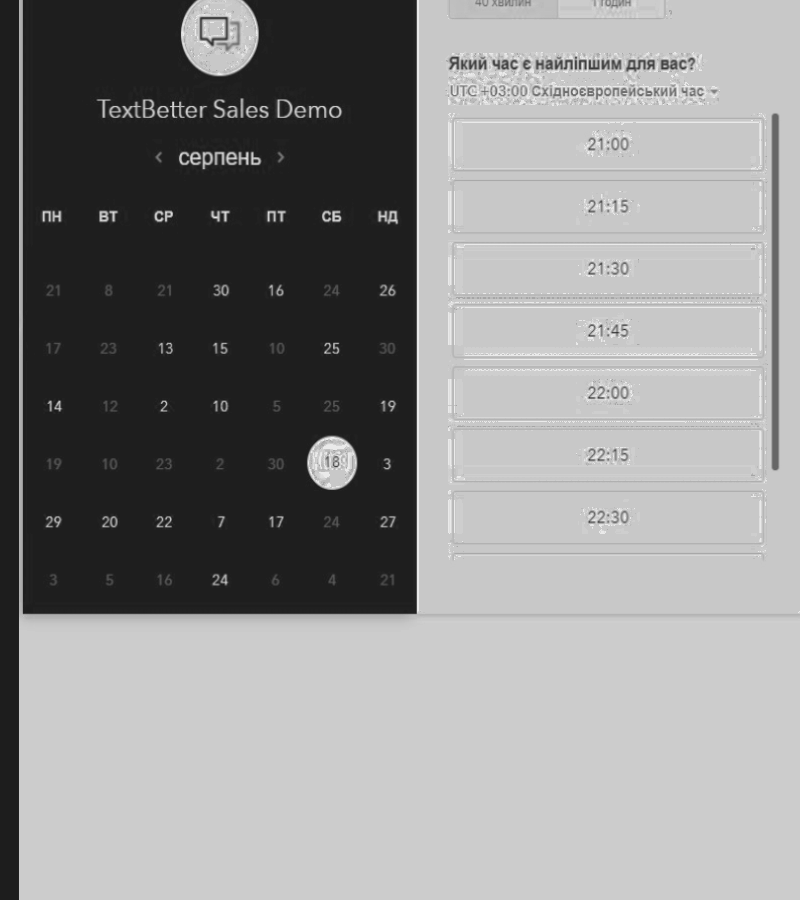 TextBetter Sales Demo
серпень
ПН ВТ СР ЧТ ПТ СБ НД
21 8 21 30 16 24 26
17 23 13 15 10 25 30
14 12 2 10 5 25 19
19 10 23 2 30 18 3
29 20 22 7 17 24 27
3 5 16 24 6 4 21
40 хвилин 1 годин
Який час є найліпшим для вас?
UTC +03:00 Східноєвропейський час
21:00
21:15
21:30
21:45
22:00
22:15
22:30